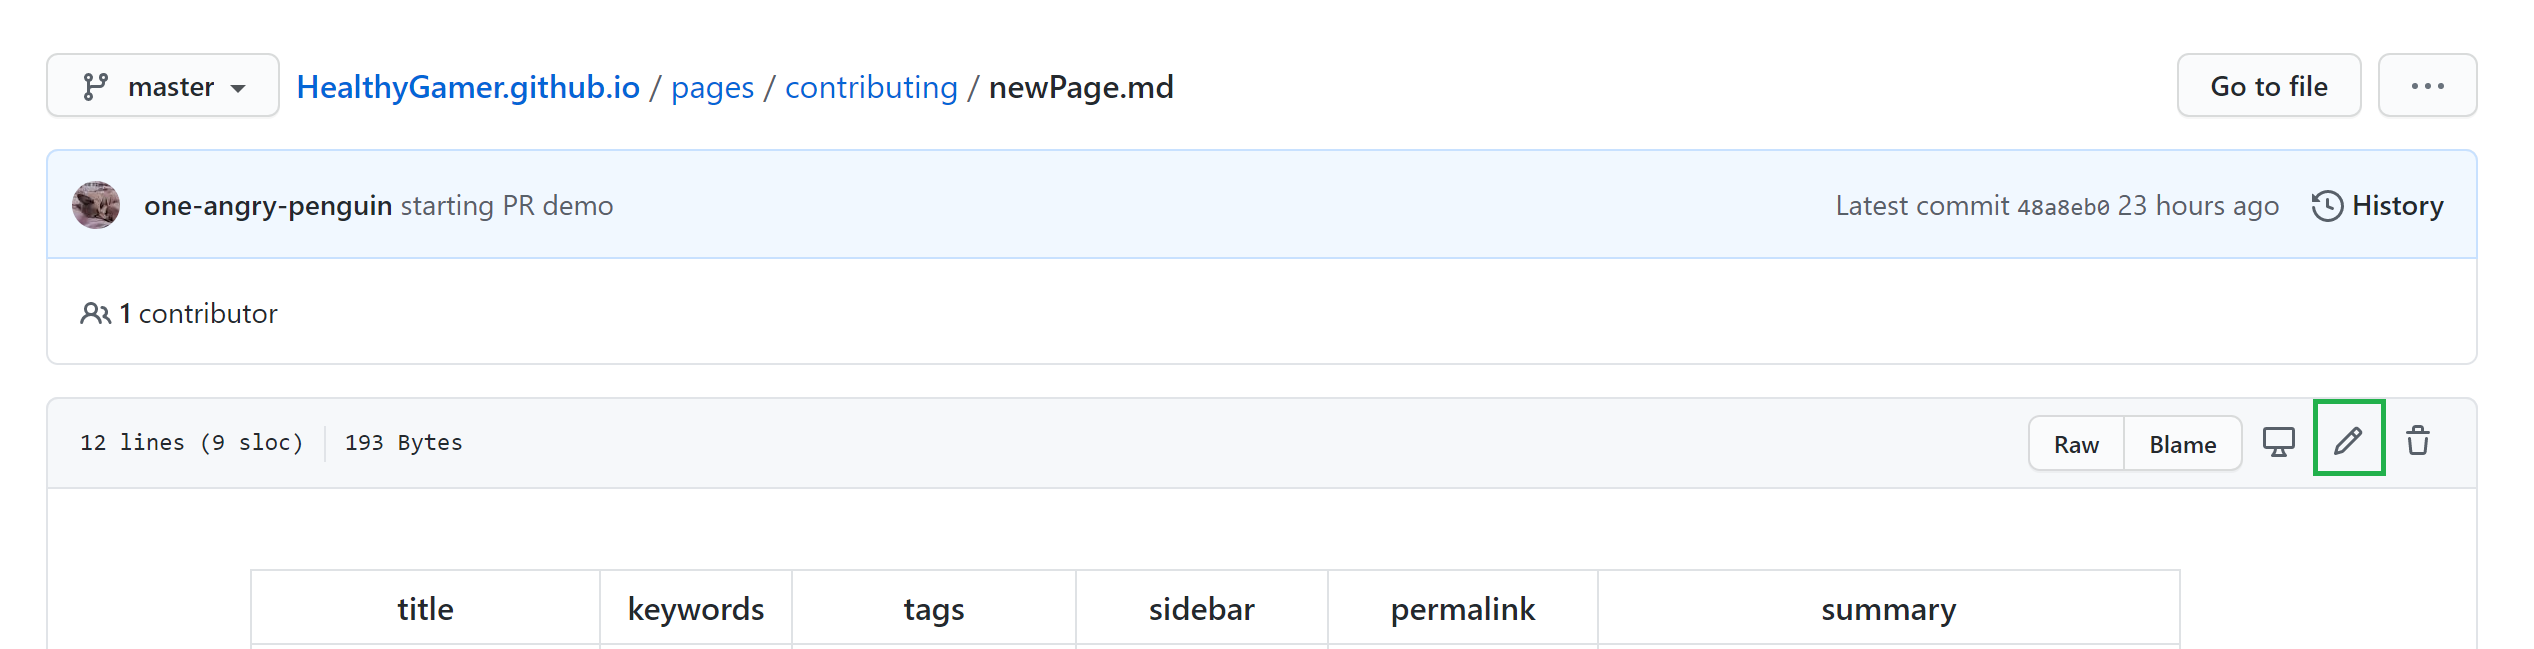 master HealthyGamer.github.io / pages / contributing / newPage.md Go to file ...
one-angry-penguin starting PR demo Latest commit 48a8eb0 23 hours ago History
1 contributor
12 lines (9 sloc) 193 Bytes Raw Blame
title keywords tags sidebar permalink summary